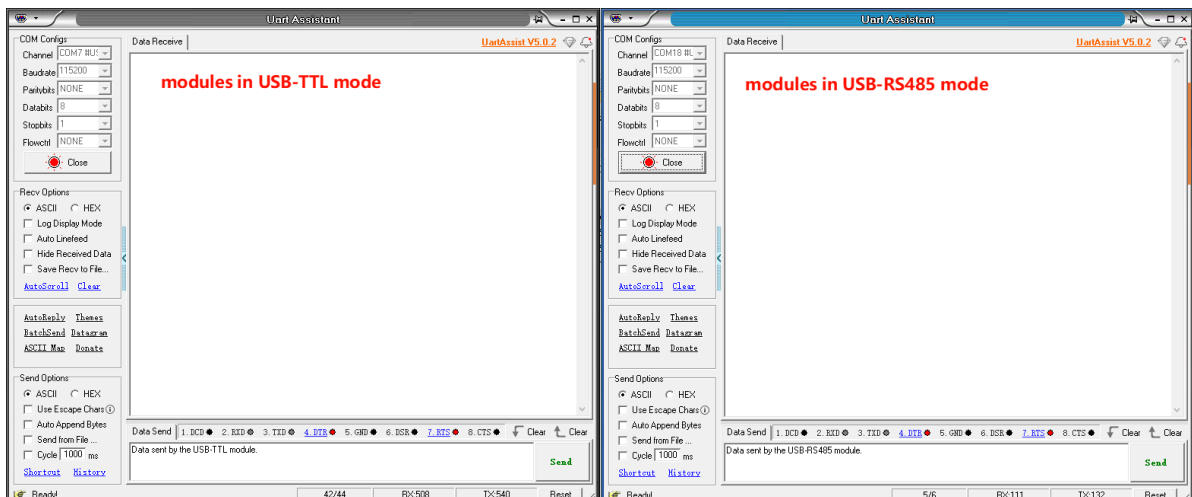 Uart Assistant
COM Configs
Channel COM7 #US
Baudrate 115200
Paritybits NONE
Databits 8
Stopbits 1
Flowctrl NONE
Close
Recv Options
ASCII HEX
Log Display Mode
Auto Linefeed
Hide Received Data
Save Recv to File...
AutoScroll Clear
AutoReply Themes
BatchSend Datagram
ASCII Map Donate
Send Options
ASCII HEX
Use Escape Chars
Auto Append Bytes
Send from File ...
Cycle 1000 ms
Shortcut History
Data Receive UartAssist V5.0.2
modules in USB-TTL mode
Data Send 1. DCD 2. RXD 3. TXD 4. DTR 5. GND 6. DSR 7. RTS 8. CTS Clear Clear
Data sent by the USB-TTL module.
Send
Ready! 42/44 RX:508 TX:540 Reset
Uart Assistant
COM Configs
Channel COM18 #L
Baudrate 115200
Paritybits NONE
Databits 8
Stopbits 1
Flowctrl NONE
Close
Recv Options
ASCII HEX
Log Display Mode
Auto Linefeed
Hide Received Data
Save Recv to File...
AutoScroll Clear
AutoReply Themes
BatchSend Datagram
ASCII Map Donate
Send Options
ASCII HEX
Use Escape Chars
Auto Append Bytes
Send from File ...
Cycle 1000 ms
Shortcut History
Data Receive UartAssist V5.0.2
modules in USB-RS485 mode
Data Send 1. DCD 2. RXD 3. TXD 4. DTR 5. GND 6. DSR 7. RTS 8. CTS Clear Clear
Data sent by the USB-RS485 module.
Send
Ready! 5/6 RX:111 TX:132 Reset